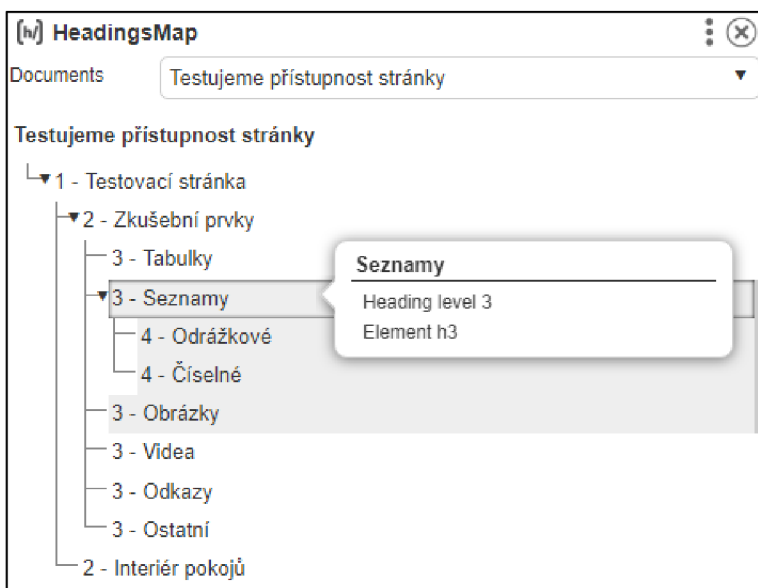 [h/] HeadingsMap
Documents
Testujeme přístupnost stránky
Testujeme přístupnost stránky
1 - Testovací stránka
2 - Zkušební prvky
3 - Tabulky
3 - Seznamy
Seznamy
Heading level 3
Element h3
4 - Odrážkové
4 - Číselné
3 - Obrázky
3 - Videa
3 - Odkazy
3 - Ostatní
2 - Interiér pokojů